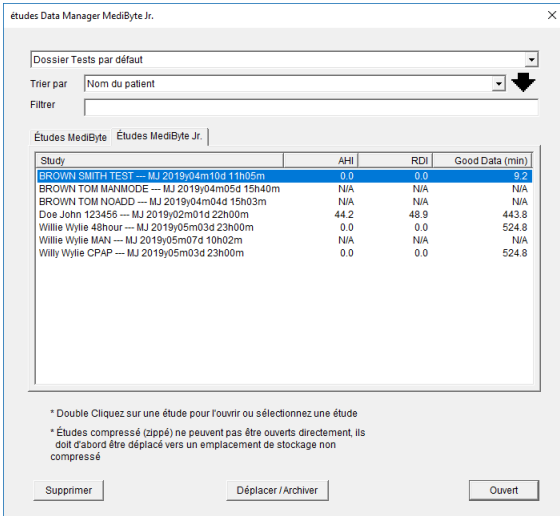 études Data Manager MediByte Jr.
Dossier Tests par défaut
Trier par Nom du patient
Filtrer
Études MediByte Études MediByte Jr.
Study AHI RDI Good Data (min)
BROWN SMITH TEST --- MJ 2019y04m10d 11h05m 0.0 0.0 9.2
BROWN TOM MANMODE --- MJ 2019y04m05d 15h40m N/A N/A N/A
BROWN TOM NOADD --- MJ 2019y04m04d 15h03m N/A N/A N/A
Doe John 123456 --- MJ 2019y02m01d 22h00m 44.2 48.9 443.8
Willie Wylie 48hour --- MJ 2019y05m03d 23h00m 0.0 0.0 524.8
Willie Wylie MAN --- MJ 2019y05m07d 10h02m N/A N/A N/A
Willy Wylie CPAP --- MJ 2019y05m03d 23h00m 0.0 0.0 524.8
* Double Cliquez sur une étude pour l'ouvrir ou sélectionnez une étude
* Études compressé (zippé) ne peuvent pas être ouverts directement, ils
doit d'abord être déplacé vers un emplacement de stockage non
compressé
Supprimer Déplacer / Archiver Ouvert